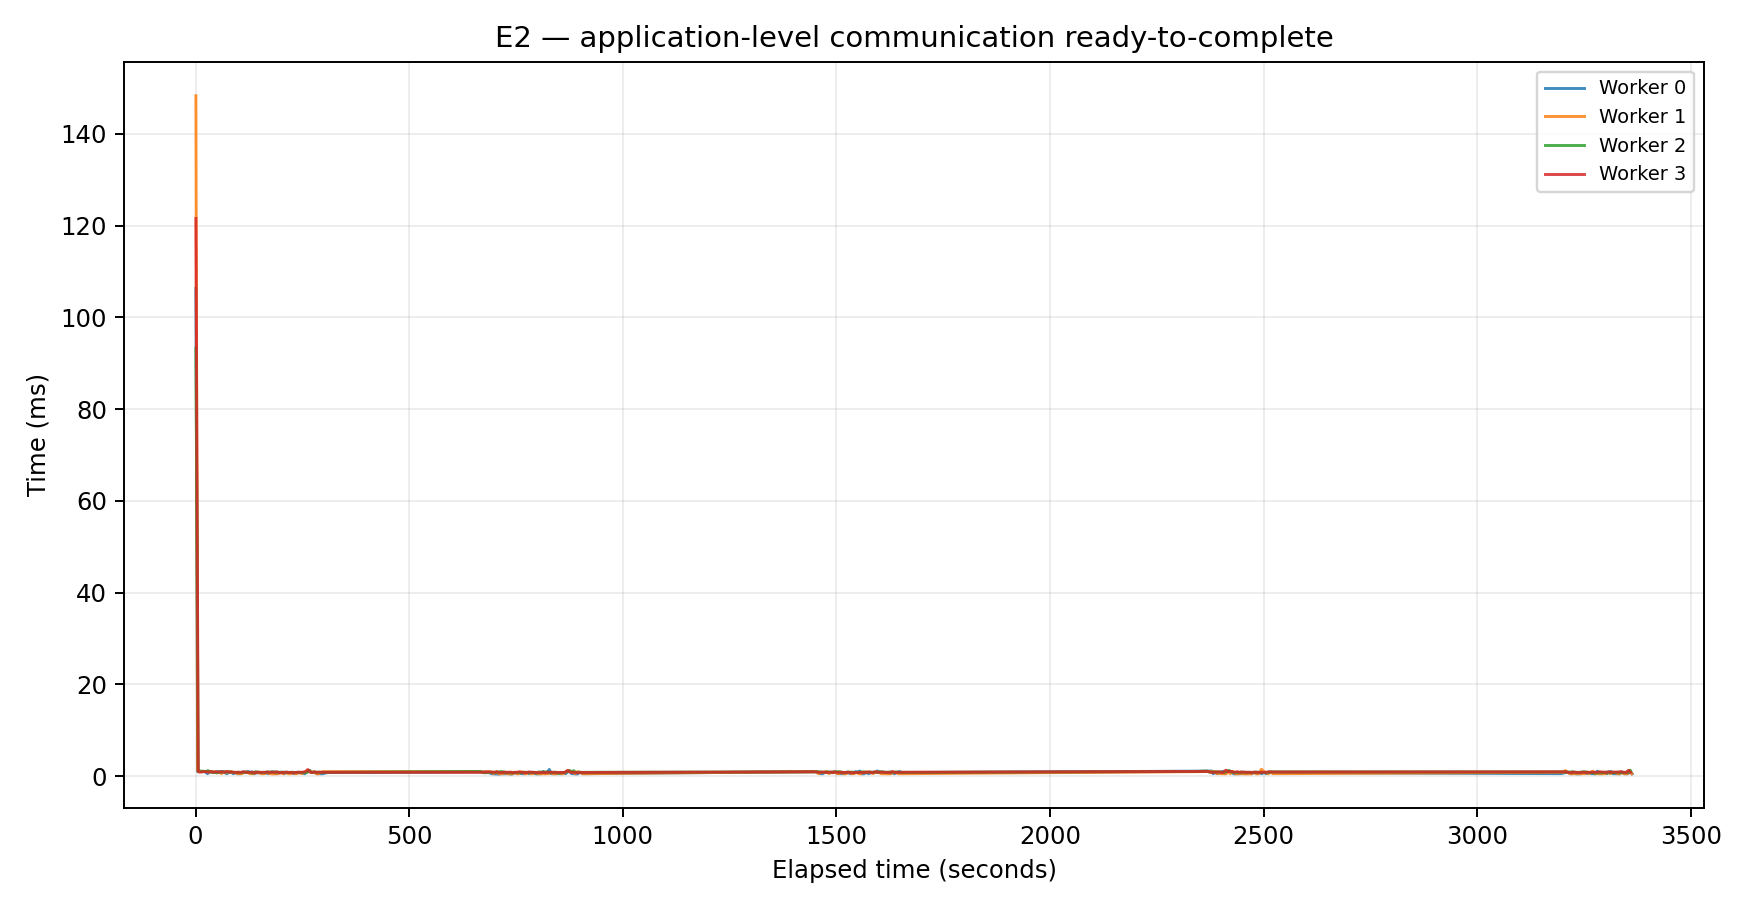 E2 — application-level communication ready-to-complete
Worker 0
Worker 1
Worker 2
Worker 3
Time (ms)
140
120
100
80
60
40
20
0
0 500 1000 1500 2000 2500 3000 3500
Elapsed time (seconds)